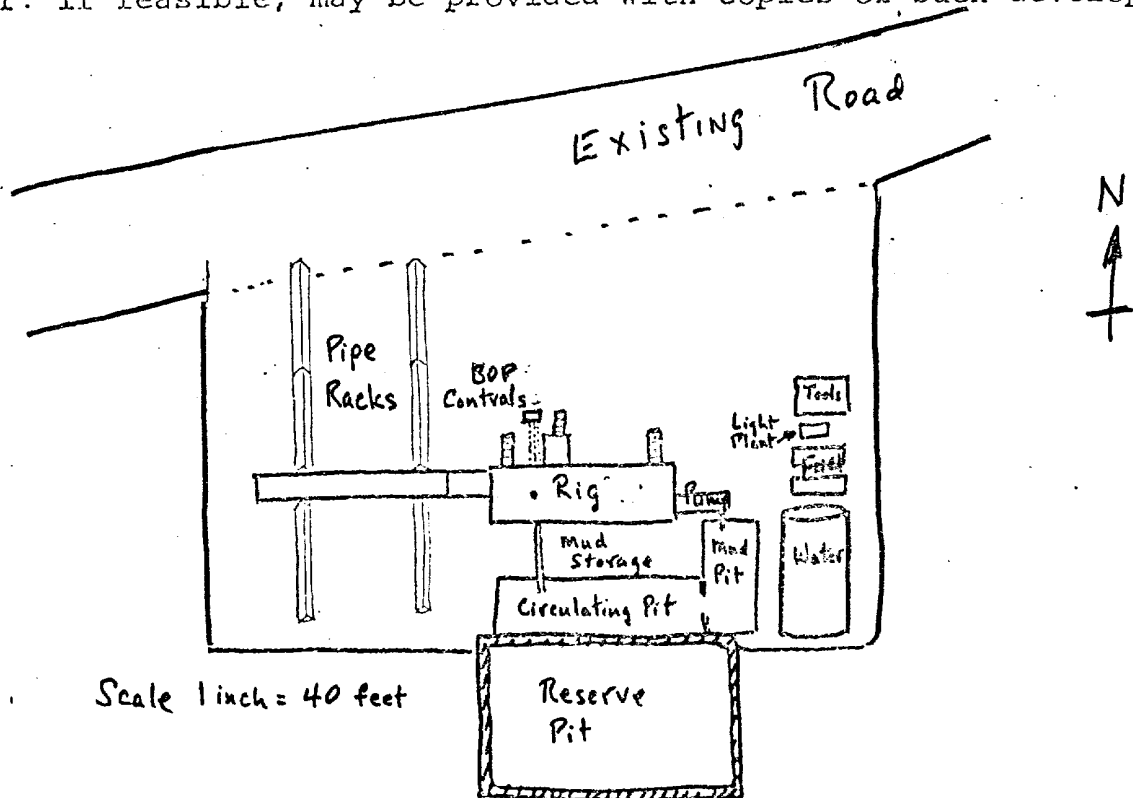 if feasible, may be provided with copies of such develop
Existing Road
N
Pipe
Racks
BOP
Controls
Tools
Light
Plant
Fuel
Rig
Pump
Mud
Storage
Mud
Pit
Water
Circulating Pit
Scale 1 inch = 40 feet
Reserve
Pit